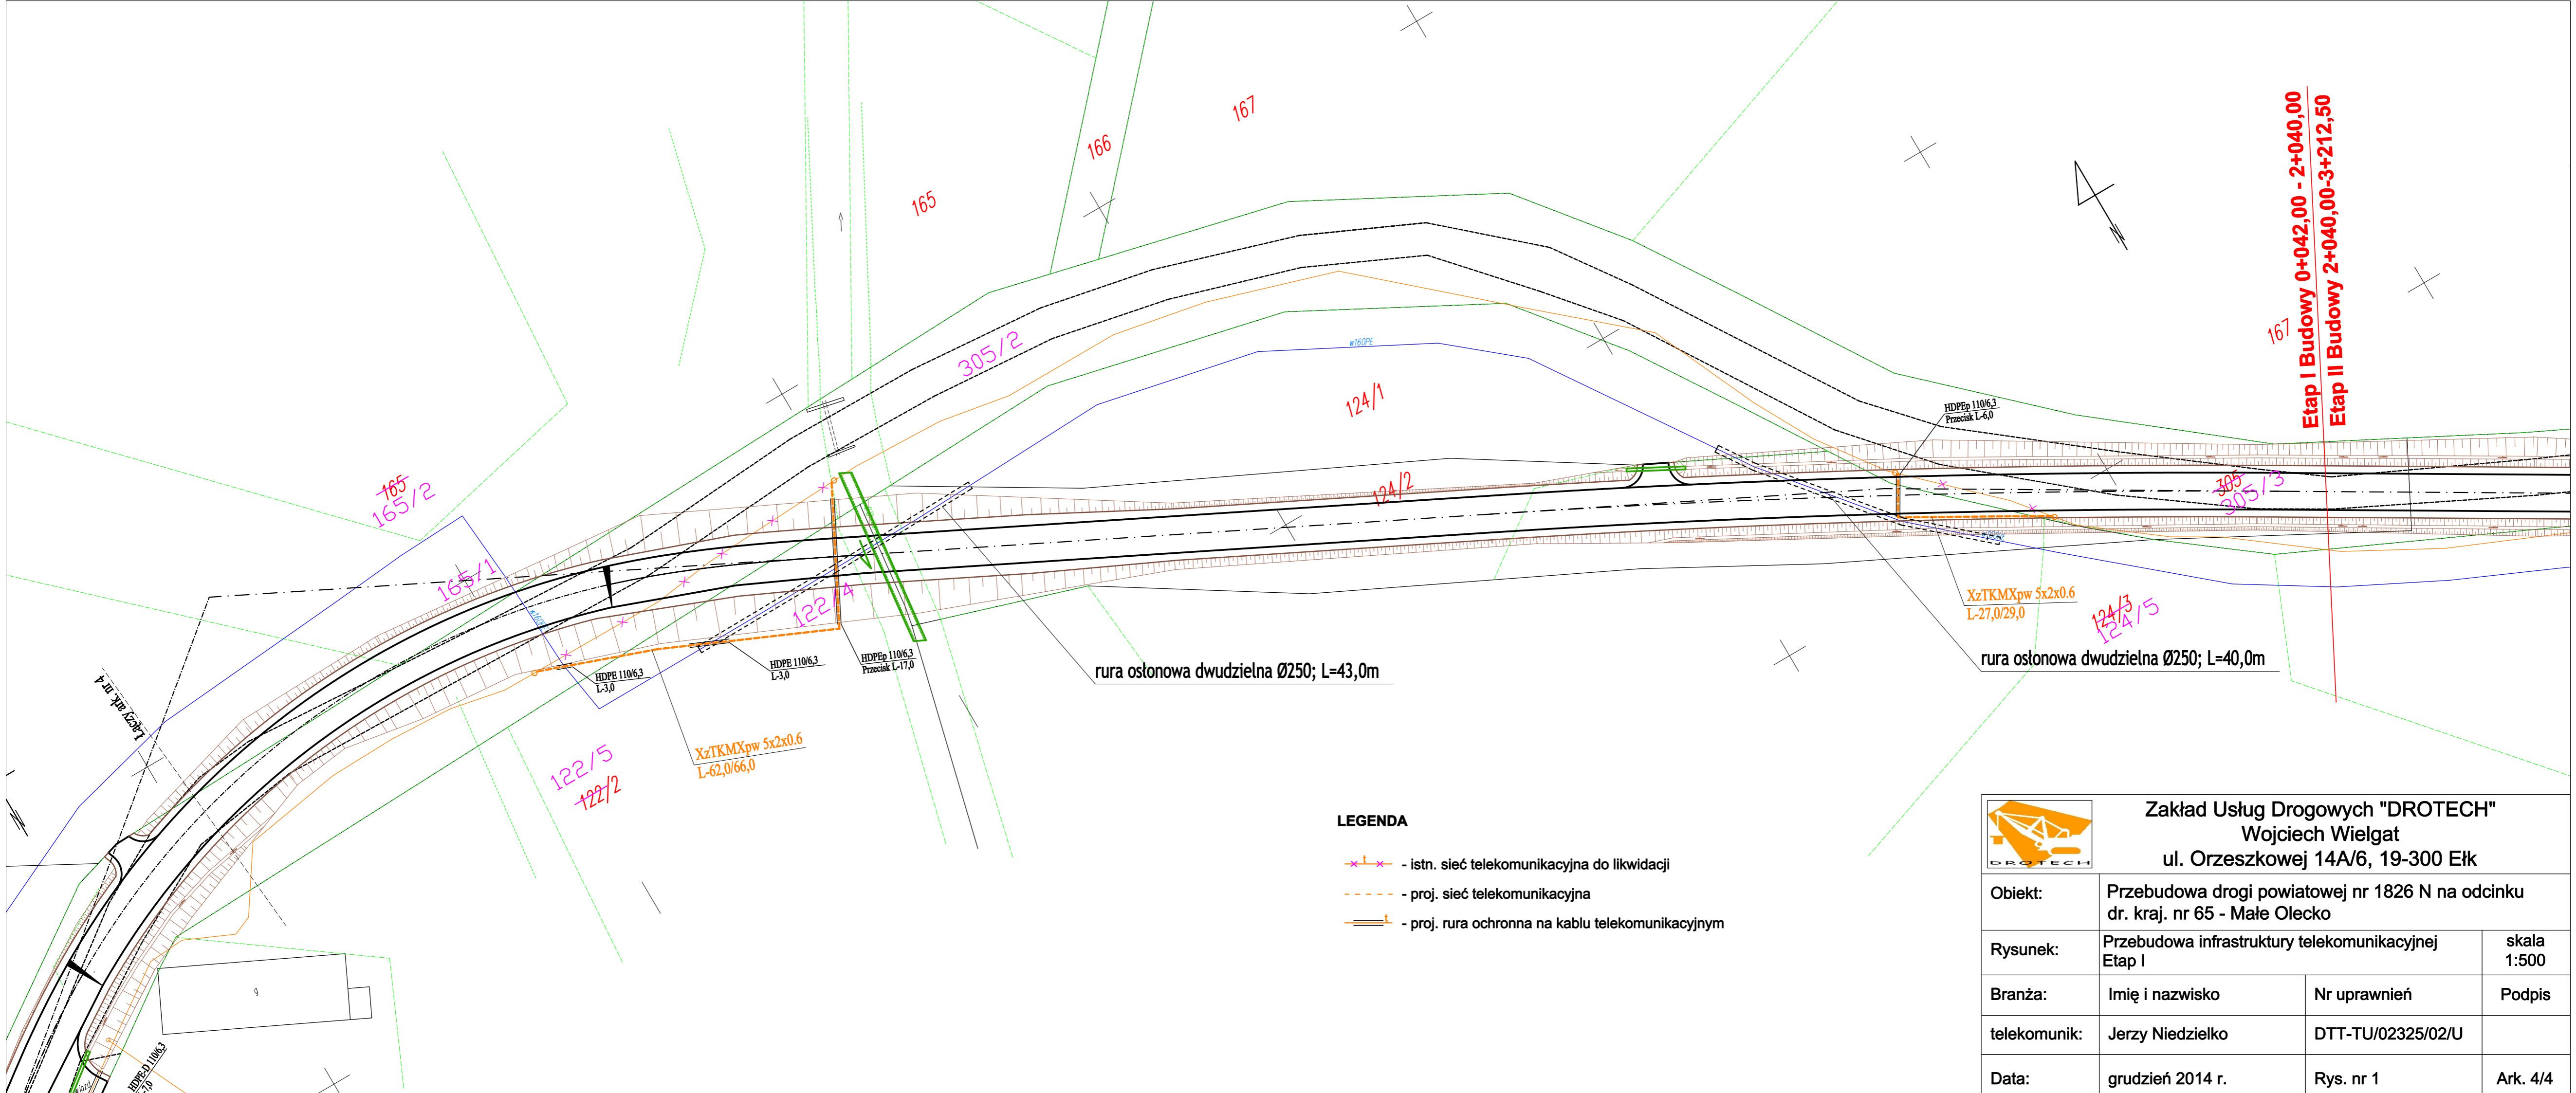 167
166
165
Etap I Budowy 0+042,00 - 2+040,00
Etap II Budowy 2+040,00-3+212,50
167
305/2
ø160PE
124/1
HDPEp 110/6,3
Przecisk L-6,0
165
165/2
124/2
305
305/3
165/1
122/4
XzTKMXpw 5x2x0.6
L-27,0/29,0
124/3
124/5
HDPE 110/6,3
L-3,0
HDPE 110/6,3
L-3,0
HDPEp 110/6,3
Przecisk L-17,0
rura osłonowa dwudzielna Ø250; L=43,0m
rura osłonowa dwudzielna Ø250; L=40,0m
Łączy ark. nr 4
XzTKMXpw 5x2x0.6
L-62,0/66,0
122/5
122/2
g
HDPE-D 110/6,3
LEGENDA
t
- istn. sieć telekomunikacyjna do likwidacji
- proj. sieć telekomunikacyjna
t
- proj. rura ochronna na kablu telekomunikacyjnym
DROTECH
Zakład Usług Drogowych "DROTECH"
Wojciech Wielgat
ul. Orzeszkowej 14A/6, 19-300 Ełk
Obiekt:
Przebudowa drogi powiatowej nr 1826 N na odcinku
dr. kraj. nr 65 - Małe Olecko
Rysunek:
Przebudowa infrastruktury telekomunikacyjnej
Etap I
skala
1:500
Branża: Imię i nazwisko Nr uprawnień Podpis
telekomunik: Jerzy Niedzielko DTT-TU/02325/02/U
Data: grudzień 2014 r. Rys. nr 1 Ark. 4/4